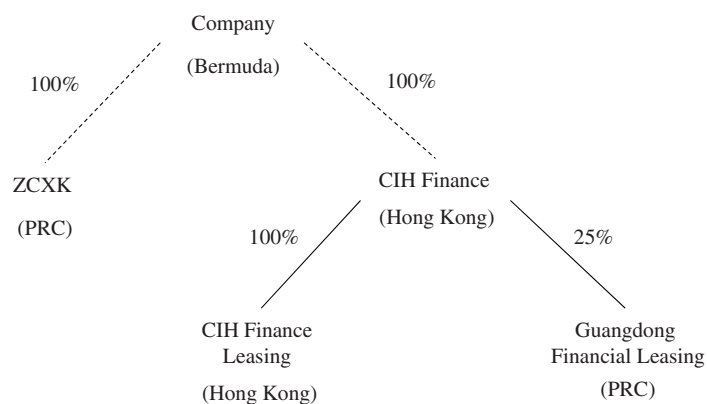 Company
(Bermuda)
100%
100%
ZCXK
(PRC)
CIH Finance
(Hong Kong)
100%
25%
CIH Finance
Leasing
(Hong Kong)
Guangdong
Financial Leasing
(PRC)